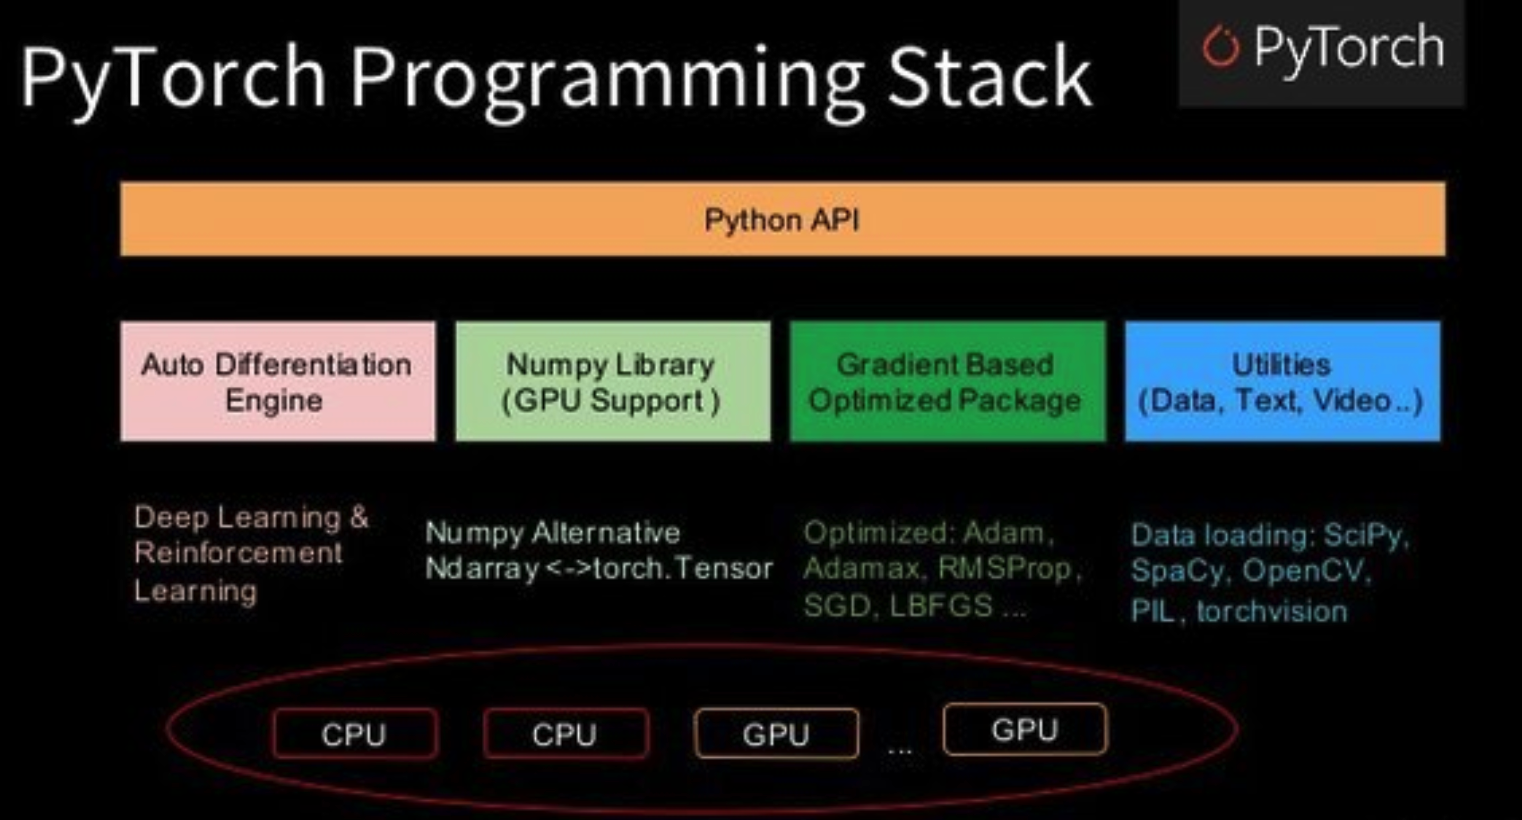 PyTorch Programming Stack
PyTorch
Python API
Auto Differentiation
Engine
Numpy Library
(GPU Support)
Gradient Based
Optimized Package
Utilities
(Data, Text, Video..)
Deep Learning &
Reinforcement
Learning
Numpy Alternative
Ndarray <->torch.Tensor
Optimized: Adam,
Adamax, RMSProp,
SGD, LBFGS ...
Data loading: SciPy,
SpaCy, OpenCV,
PIL, torchvision
CPU
CPU
GPU
...
GPU